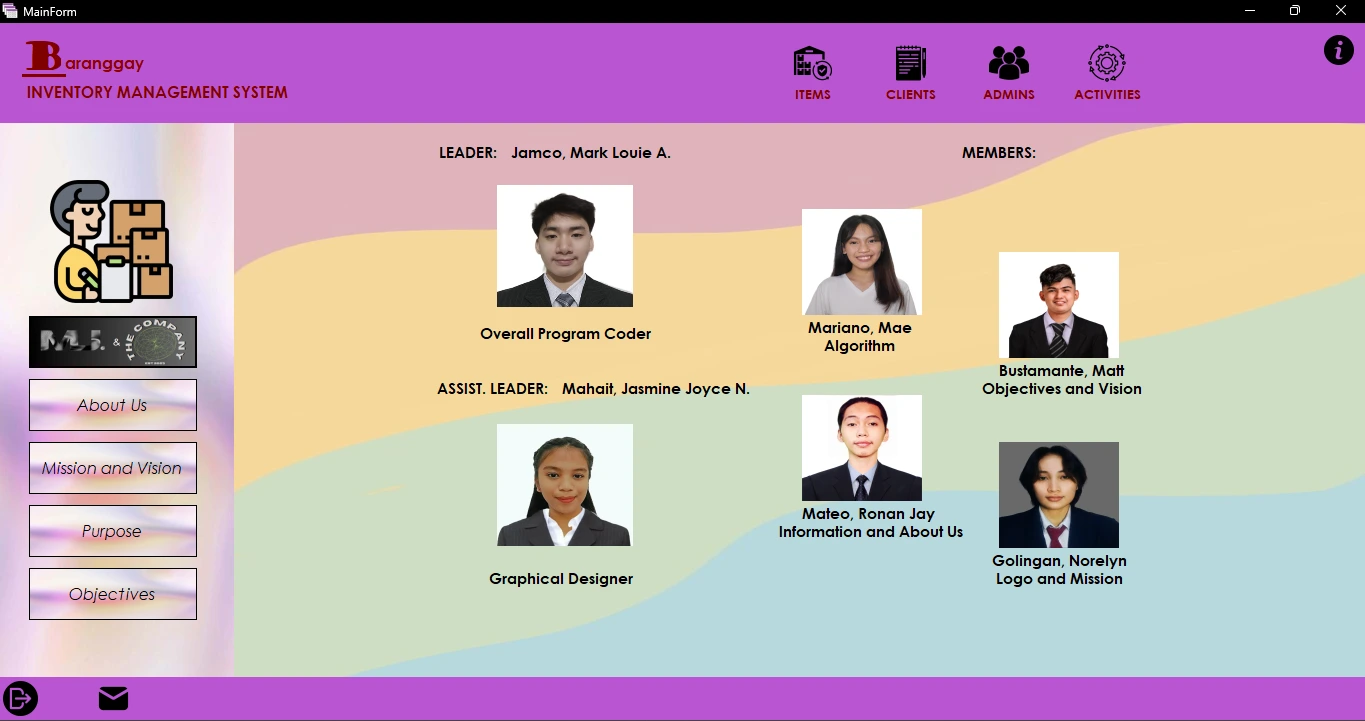 MainForm
Baranggay
INVENTORY MANAGEMENT SYSTEM
ITEMS
CLIENTS
ADMINS
ACTIVITIES
i
LEADER: Jamco, Mark Louie A.
MEMBERS:
Overall Program Coder
Mariano, Mae
Algorithm
Bustamante, Matt
Objectives and Vision
ASSIST. LEADER: Mahait, Jasmine Joyce N.
Graphical Designer
Mateo, Ronan Jay
Information and About Us
Golingan, Norelyn
Logo and Mission
& THE COMPANY
About Us
Mission and Vision
Purpose
Objectives